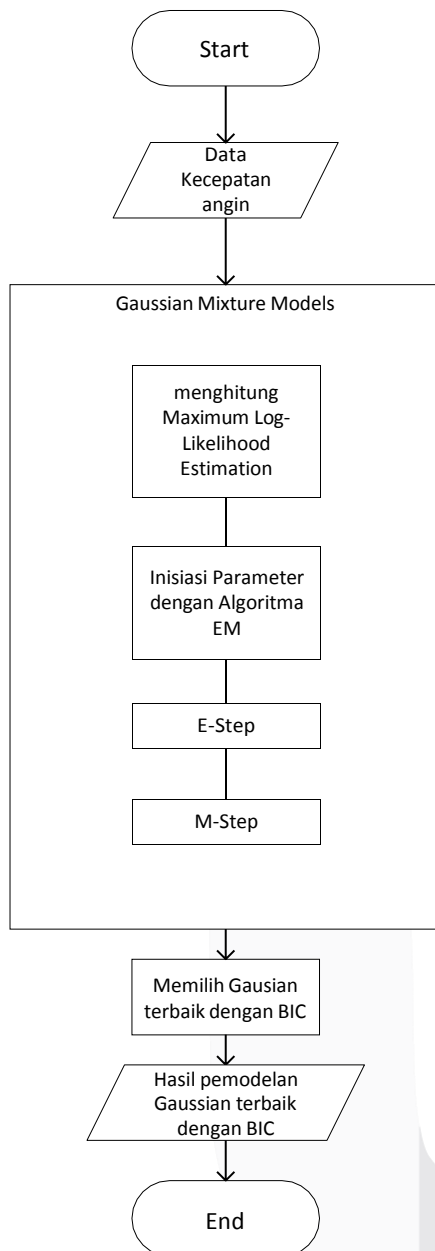 Start
Data
Kecepatan
angin
Gaussian Mixture Models
menghitung
Maximum Log-
Likelihood
Estimation
Inisiasi Parameter
dengan Algoritma
EM
E-Step
M-Step
Memilih Gausian
terbaik dengan BIC
Hasil pemodelan
Gaussian terbaik
dengan BIC
End